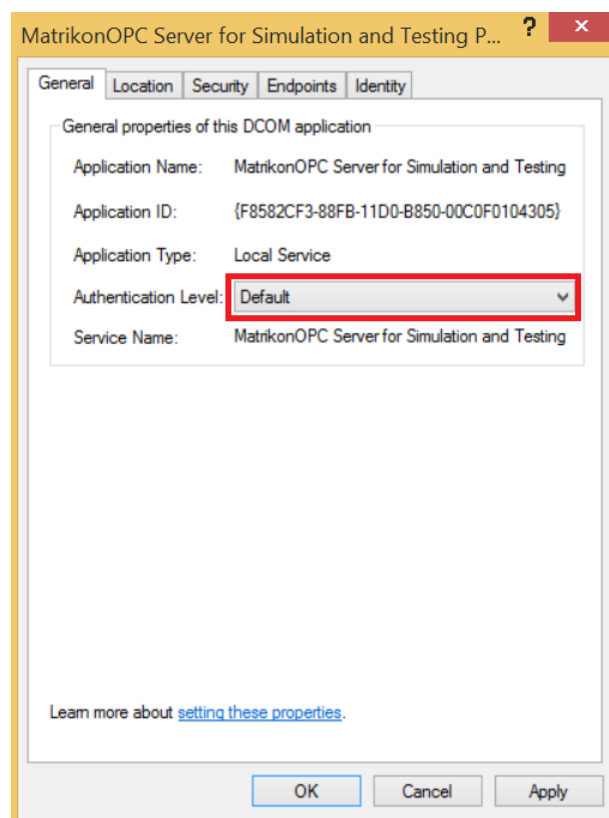 MatrikonOPC Server for Simulation and Testing P... ? ×
General Location Security Endpoints Identity
General properties of this DCOM application
Application Name: MatrikonOPC Server for Simulation and Testing
Application ID: {F8582CF3-88FB-11D0-B850-00C0F0104305}
Application Type: Local Service
Authentication Level: Default
Service Name: MatrikonOPC Server for Simulation and Testing
Learn more about setting these properties.
OK Cancel Apply